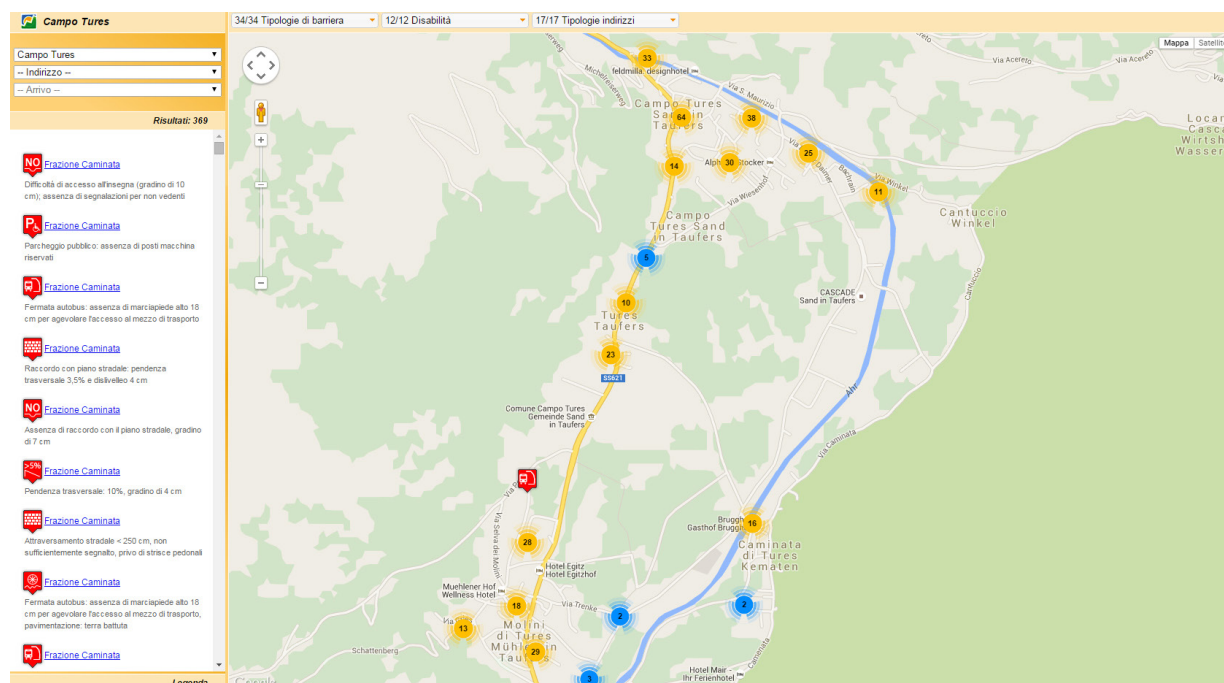 Campo Tures
34/34 Tipologie di barriera
12/12 Disabilità
17/17 Tipologie indirizzi
Campo Tures
-- Indirizzo --
-- Arrivo --
Risultati: 369
NO Frazione Caminata
Difficoltà di accesso all'insegna (gradino di 10
cm); assenza di segnalazioni per non vedenti
P Frazione Caminata
Parcheggio pubblico: assenza di posti macchina
riservati
Frazione Caminata
Fermata autobus: assenza di marciapiede alto 18
cm per agevolare l'accesso al mezzo di trasporto
Frazione Caminata
Raccordo con piano stradale: pendenza
trasversale 3,5% e dislivelleo 4 cm
NO Frazione Caminata
Assenza di raccordo con il piano stradale, gradino
di 7 cm
>5% Frazione Caminata
Pendenza trasversale: 10%, gradino di 4 cm
Frazione Caminata
Attraversamento stradale < 250 cm, non
sufficientemente segnalto, privo di strisce pedonali
Frazione Caminata
Fermata autobus: assenza di marciapiede alto 18
cm per agevolare l'accesso al mezzo di trasporto,
pavimentazione: terra battuta
Frazione Caminata
Legenda
Mappa
Satellite
33
feldmilla. designhotel
Michelreiserweg
Via S. Maurizio
Via Acereto
Via Acereto
Campo Tures
Sand in
Taufers
64
38
25
30
14
11
Via Wiesenhof
Bachrain
Via Winkel
Cantuccio
Winkel
Cantuccio
Campo
Tures Sand
in Taufers
5
CASCADE
Sand in Taufers
10
Tures
Taufers
23
SS621
Ahr
Comune Campo Tures
Gemeinde Sand
in Taufers
Via Caminata
Via Selva dei Molini
28
16
Caminata
di Tures
Kematen
Hotel Egitz
Hotel Egitzhof
Muehlener Hof
Wellness Hotel
18
Via Trenke
2
2
13
Molini
di Tures
29
Schattenberg
3
Hotel Mair -
Ihr Ferienhotel